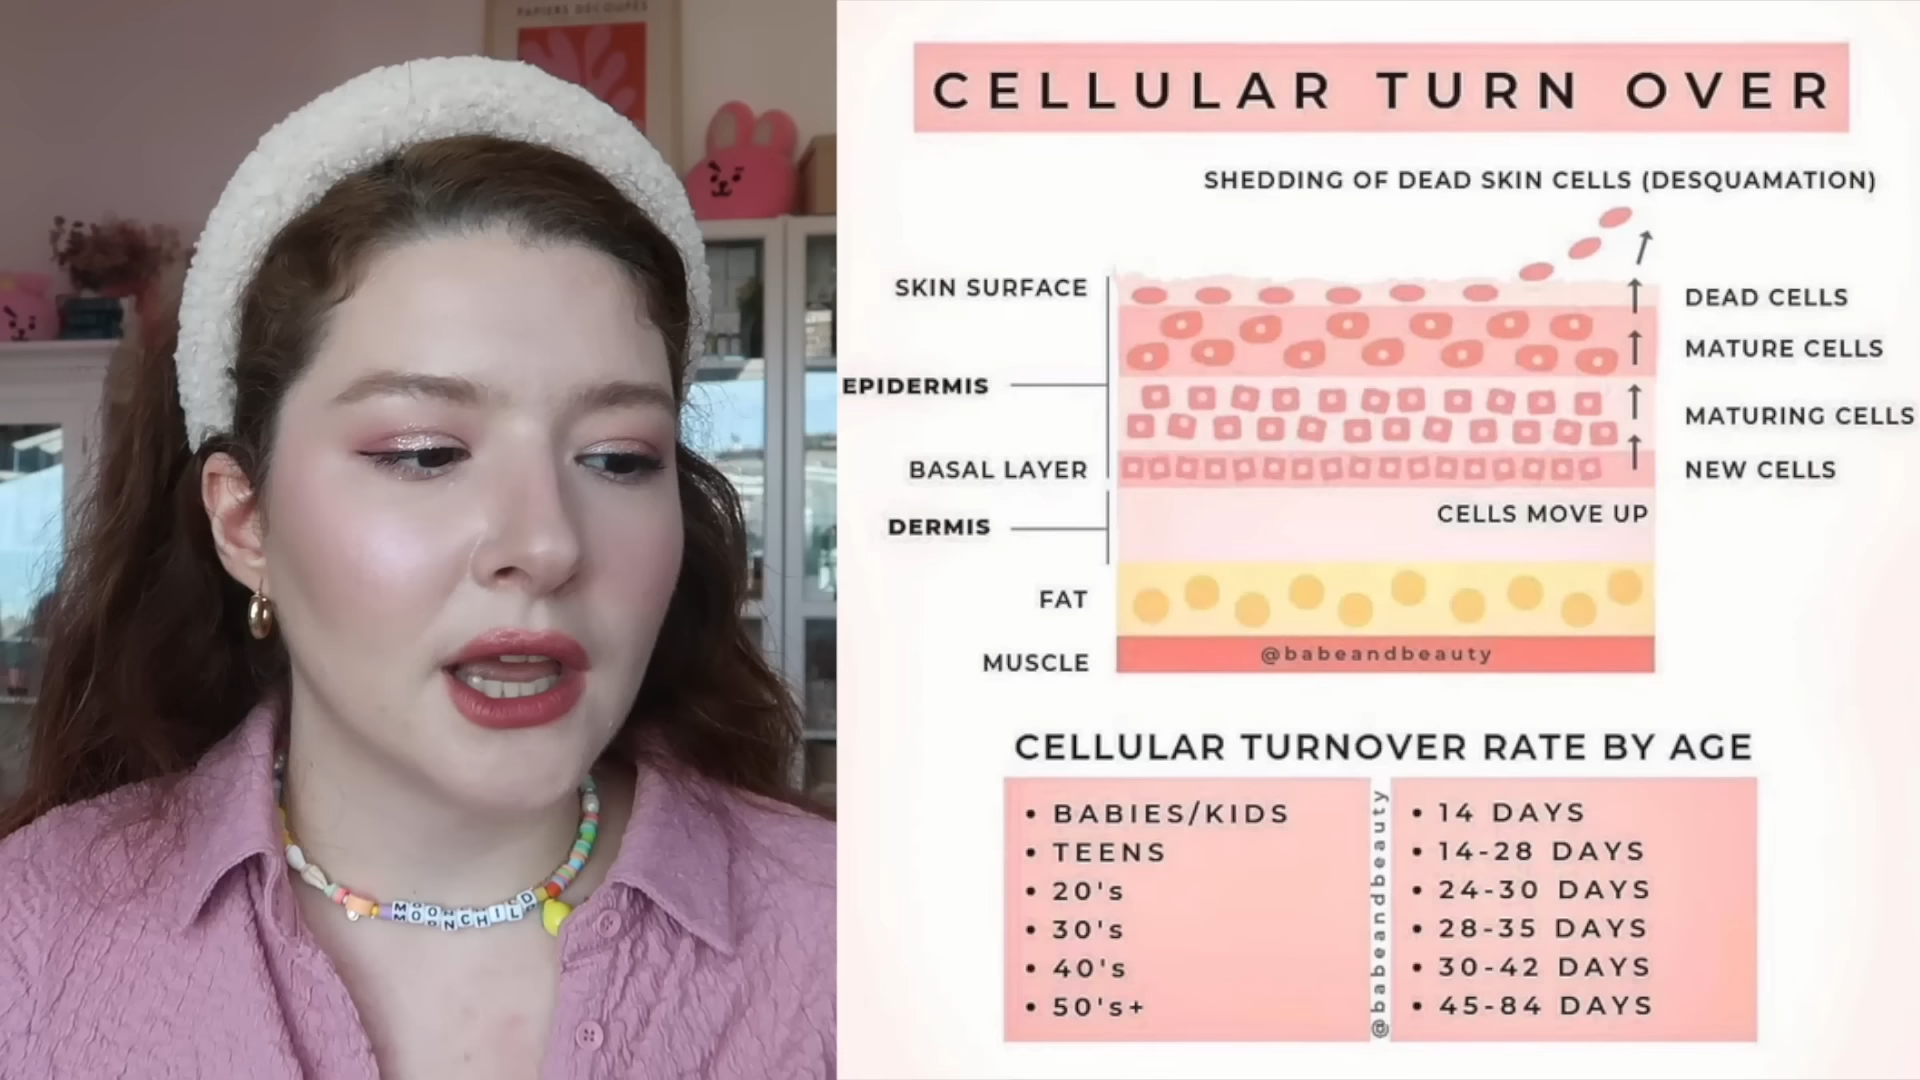 PAPIERS DÉCOUPÉS
MOONCHILD
CELLULAR TURN OVER
SHEDDING OF DEAD SKIN CELLS (DESQUAMATION)
SKIN SURFACE
DEAD CELLS
MATURE CELLS
EPIDERMIS
MATURING CELLS
BASAL LAYER
NEW CELLS
CELLS MOVE UP
DERMIS
FAT
MUSCLE
@babeandbeauty
CELLULAR TURNOVER RATE BY AGE
• BABIES/KIDS • 14 DAYS
• TEENS • 14-28 DAYS
• 20's • 24-30 DAYS
• 30's • 28-35 DAYS
• 40's • 30-42 DAYS
• 50's+ • 45-84 DAYS
@babeandbeauty